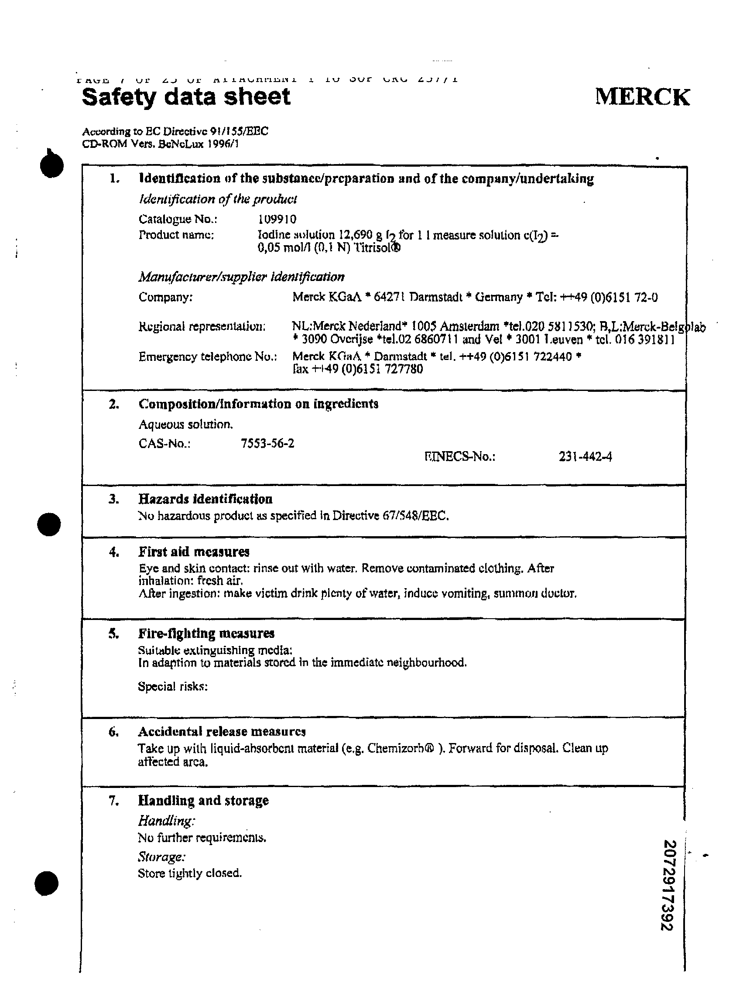 PAGE 7 OF 25 OF ATTACHMENT 1 TO SOP CRC 237/1
Safety data sheet
MERCK
According to EC Directive 91/155/EEC
CD-ROM Vers. BeNeLux 1996/1
1. Identification of the substance/preparation and of the company/undertaking
Identification of the product
Catalogue No.: 109910
Product name: Iodine solution 12,690 g I2 for 1 l measure solution c(I2) =
0,05 mol/l (0,1 N) Titrisol®
Manufacturer/supplier identification
Company: Merck KGaA * 64271 Darmstadt * Germany * Tel: ++49 (0)6151 72-0
Regional representation: NL:Merck Nederland* 1005 Amsterdam *tel.020 5811530; B,L:Merck-Belgolab
* 3090 Overijse *tel.02 6860711 and Vel * 3001 Leuven * tel. 016 391811
Emergency telephone No.: Merck KGaA * Darmstadt * tel. ++49 (0)6151 722440 *
fax ++49 (0)6151 727780
2. Composition/Information on ingredients
Aqueous solution.
CAS-No.: 7553-56-2
EINECS-No.: 231-442-4
3. Hazards identification
No hazardous product as specified in Directive 67/548/EEC.
4. First aid measures
Eye and skin contact: rinse out with water. Remove contaminated clothing. After
inhalation: fresh air.
After ingestion: make victim drink plenty of water, induce vomiting, summon doctor.
5. Fire-fighting measures
Suitable extinguishing media:
In adaption to materials stored in the immediate neighbourhood.
Special risks:
6. Accidental release measures
Take up with liquid-absorbent material (e.g. Chemizorb® ). Forward for disposal. Clean up
affected area.
7. Handling and storage
Handling:
No further requirements.
Storage:
Store tightly closed.
2072917392